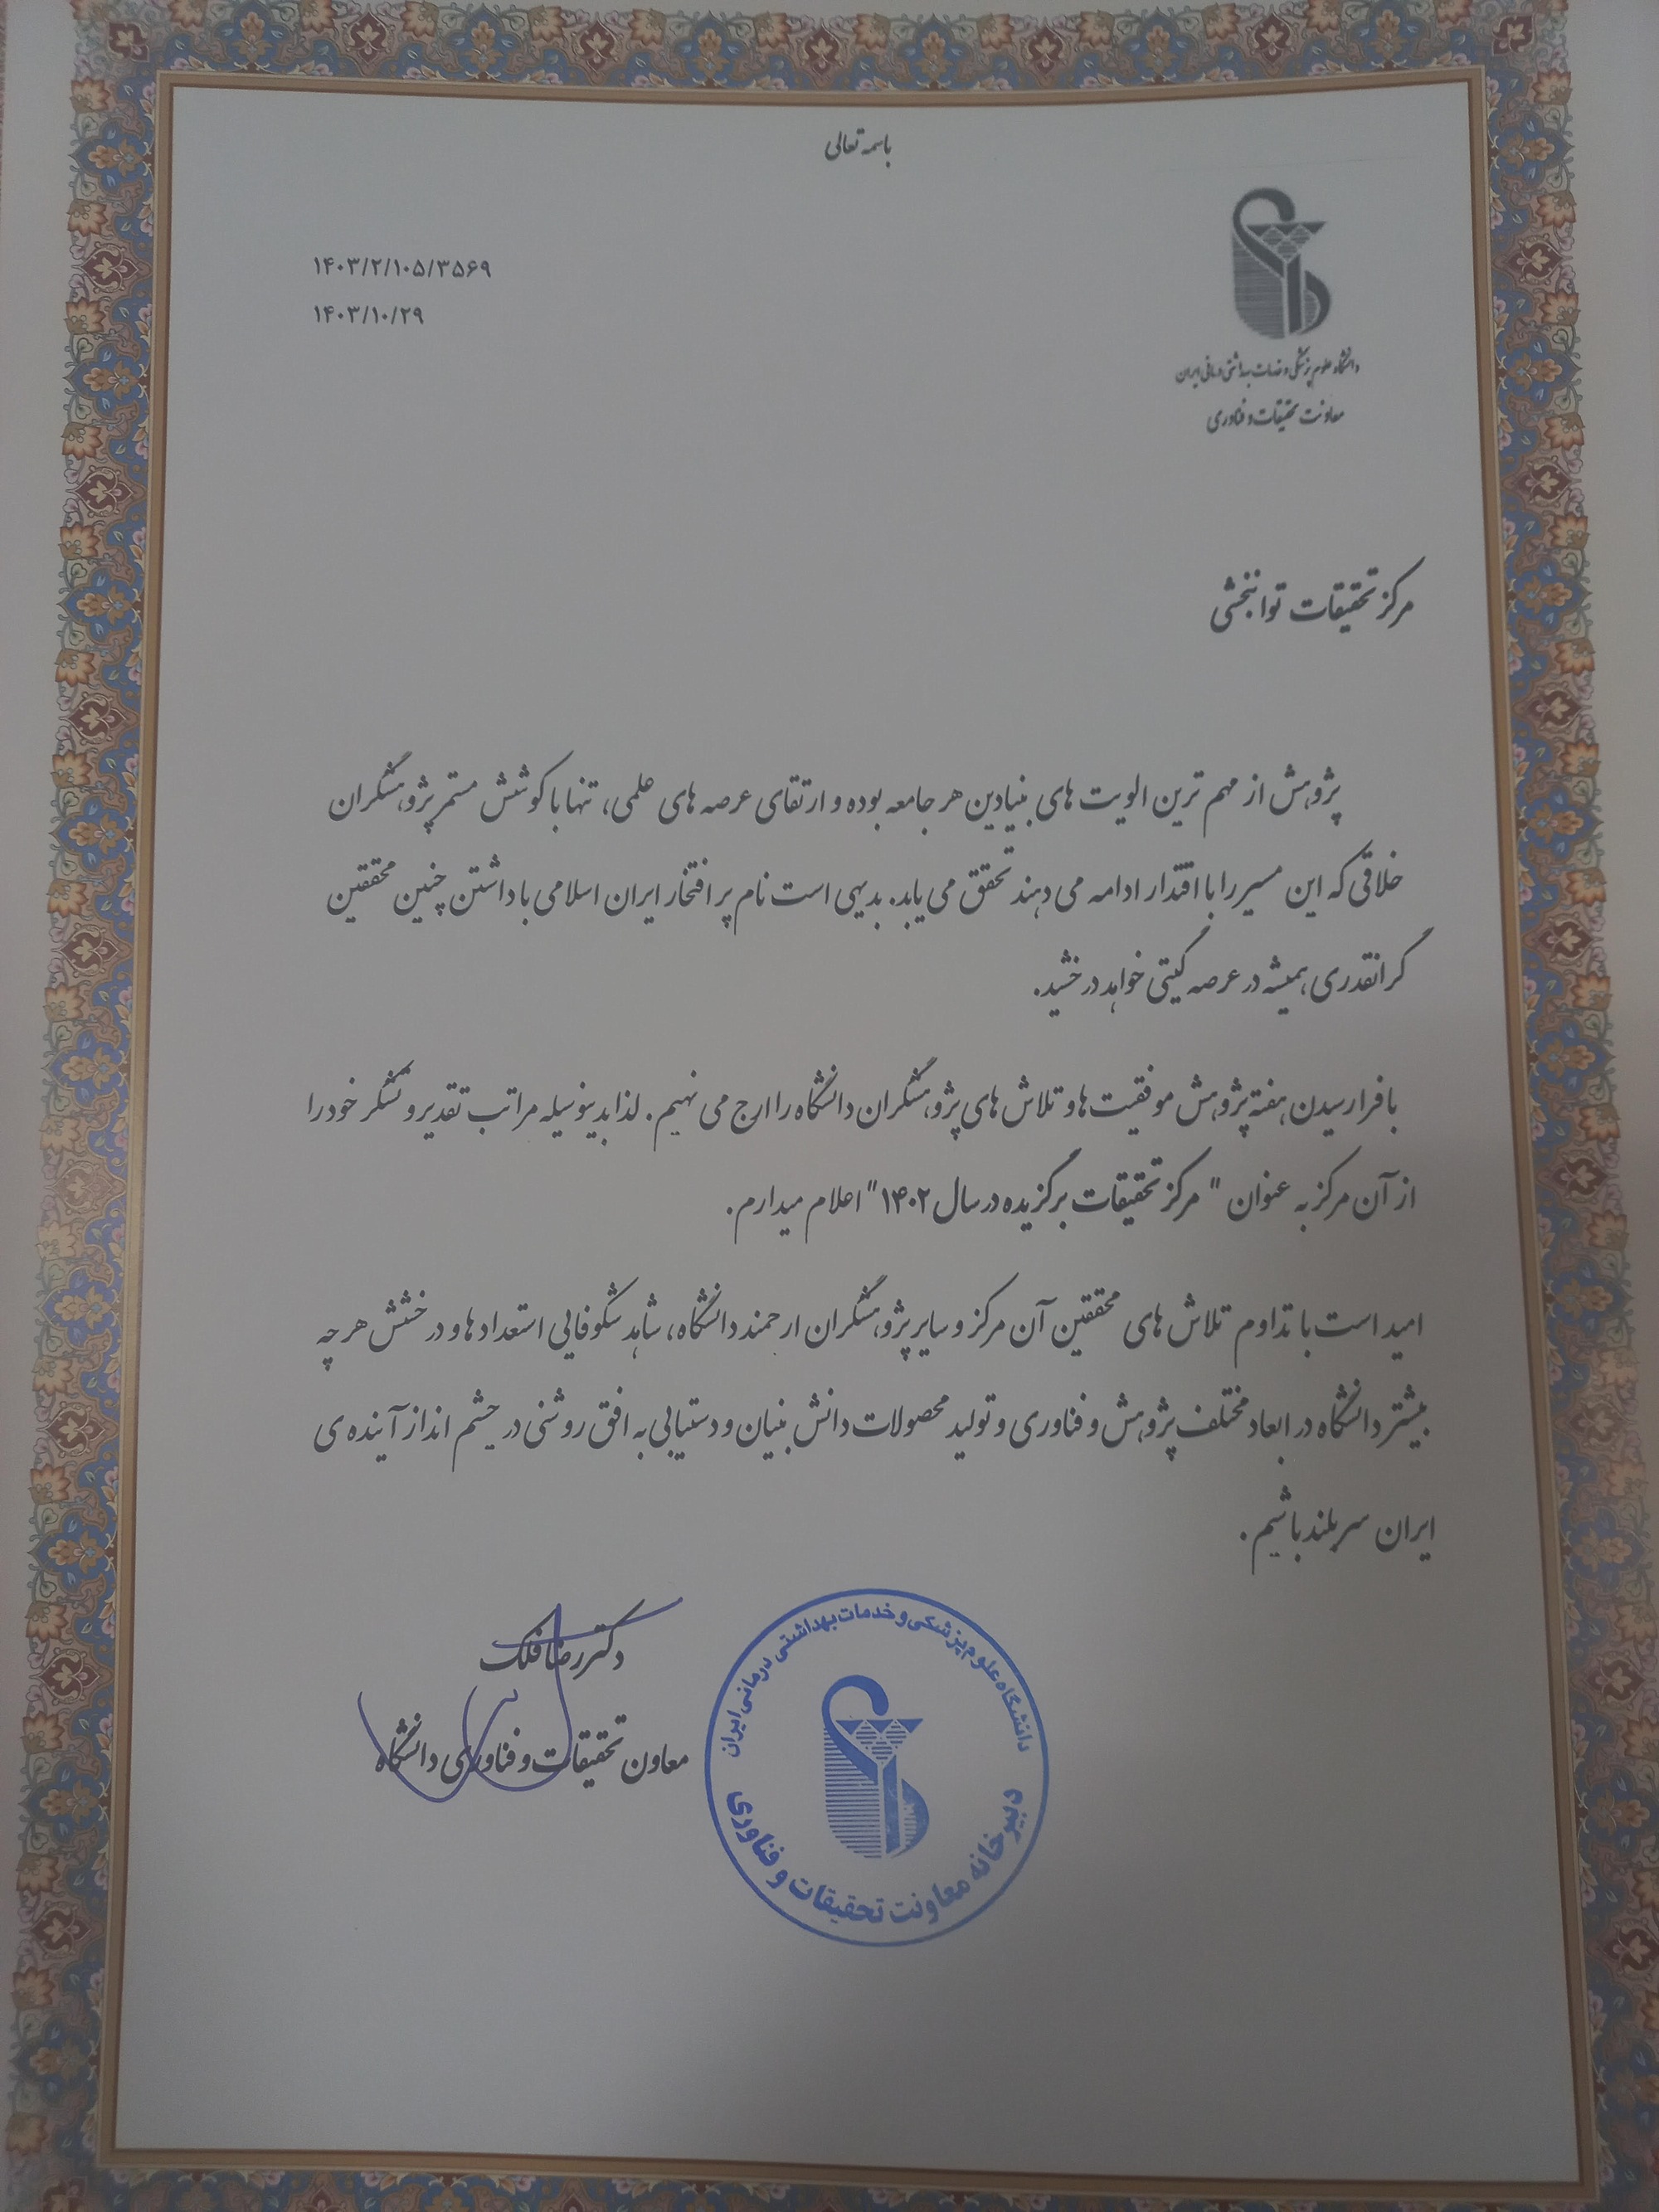 باسمه تعالی
۱۴۰۳/۲/۱۰۵/۳۵۶۹
۱۴۰۳/۱۰/۲۹
دانشگاه علوم پزشکی و خدمات بهداشتی درمانی ایران
معاونت تحقیقات و فناوری
مرکز تحقیقات توانبخشی
پژوهش از مهم ترین الویت های بنیادین هر جامعه بوده و ارتقای عرصه های علمی، تنها با کوشش مستمر پژوهشگران
خلاقی که این مسیر را با اقتدار ادامه می دهند تحقق می یابد. بدیهی است نام پر افتخار ایران اسلامی با داشتن چنین محققین
گرانقدری همیشه در عرصه گیتی خواهد درخشید.
با فرارسیدن هفته پژوهش موفقیت ها و تلاش های پژوهشگران دانشگاه را ارج می نهیم. لذا بدینوسیله مراتب تقدیر و تشکر خود را
از آن مرکز به عنوان " مرکز تحقیقات برگزیده در سال ۱۴۰۲" اعلام میدارم.
امید است با تداوم تلاش های محققین آن مرکز و سایر پژوهشگران ارجمند دانشگاه، شاهد شکوفایی استعدادها و درخشش هر چه
بیشتر دانشگاه در ابعاد مختلف پژوهش و فناوری و تولید محصولات دانش بنیان و دستیابی به افق روشنی در چشم انداز آینده ی
ایران سربلند باشیم.
دکتر رضا فلک
معاون تحقیقات و فناوری دانشگاه
دانشگاه علوم پزشکی و خدمات بهداشتی درمانی ایران
دبیرخانه معاونت تحقیقات و فناوری